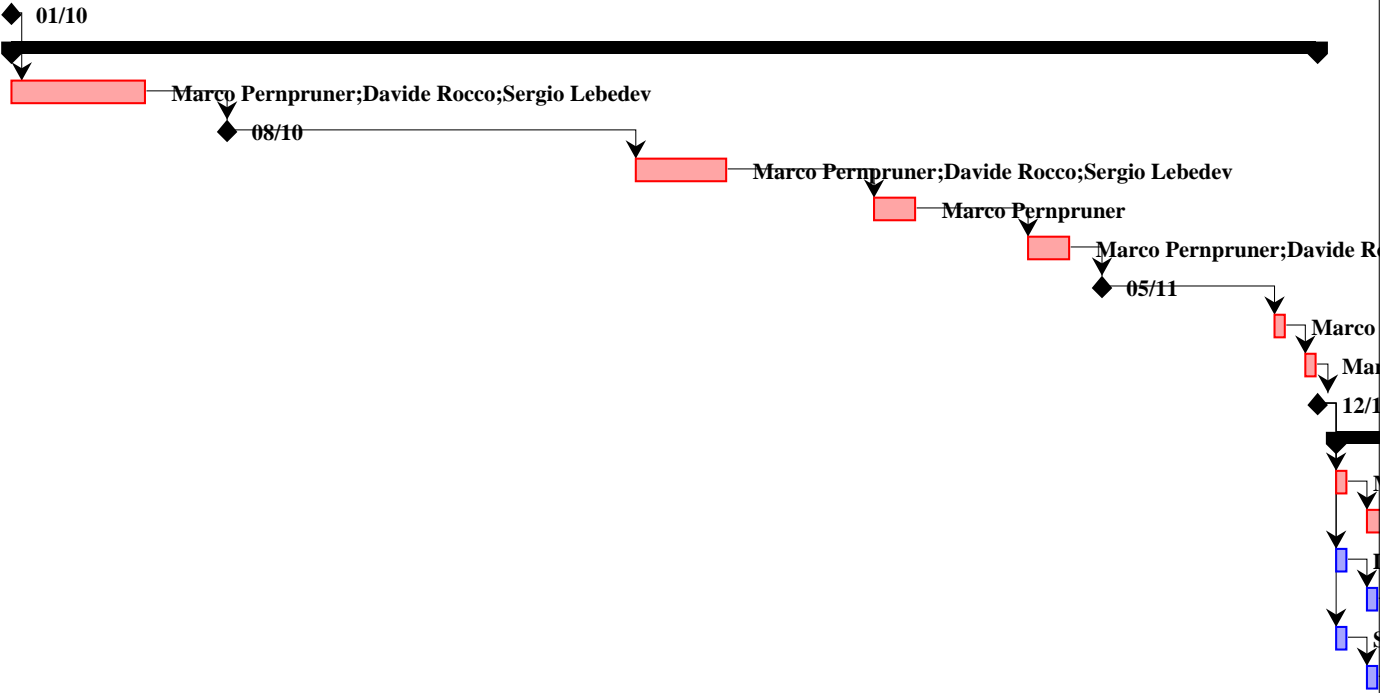 01/10
Marco Pernpruner;Davide Rocco;Sergio Lebedev
08/10
Marco Pernpruner;Davide Rocco;Sergio Lebedev
Marco Pernpruner
Marco Pernpruner;Davide
05/11
Marco